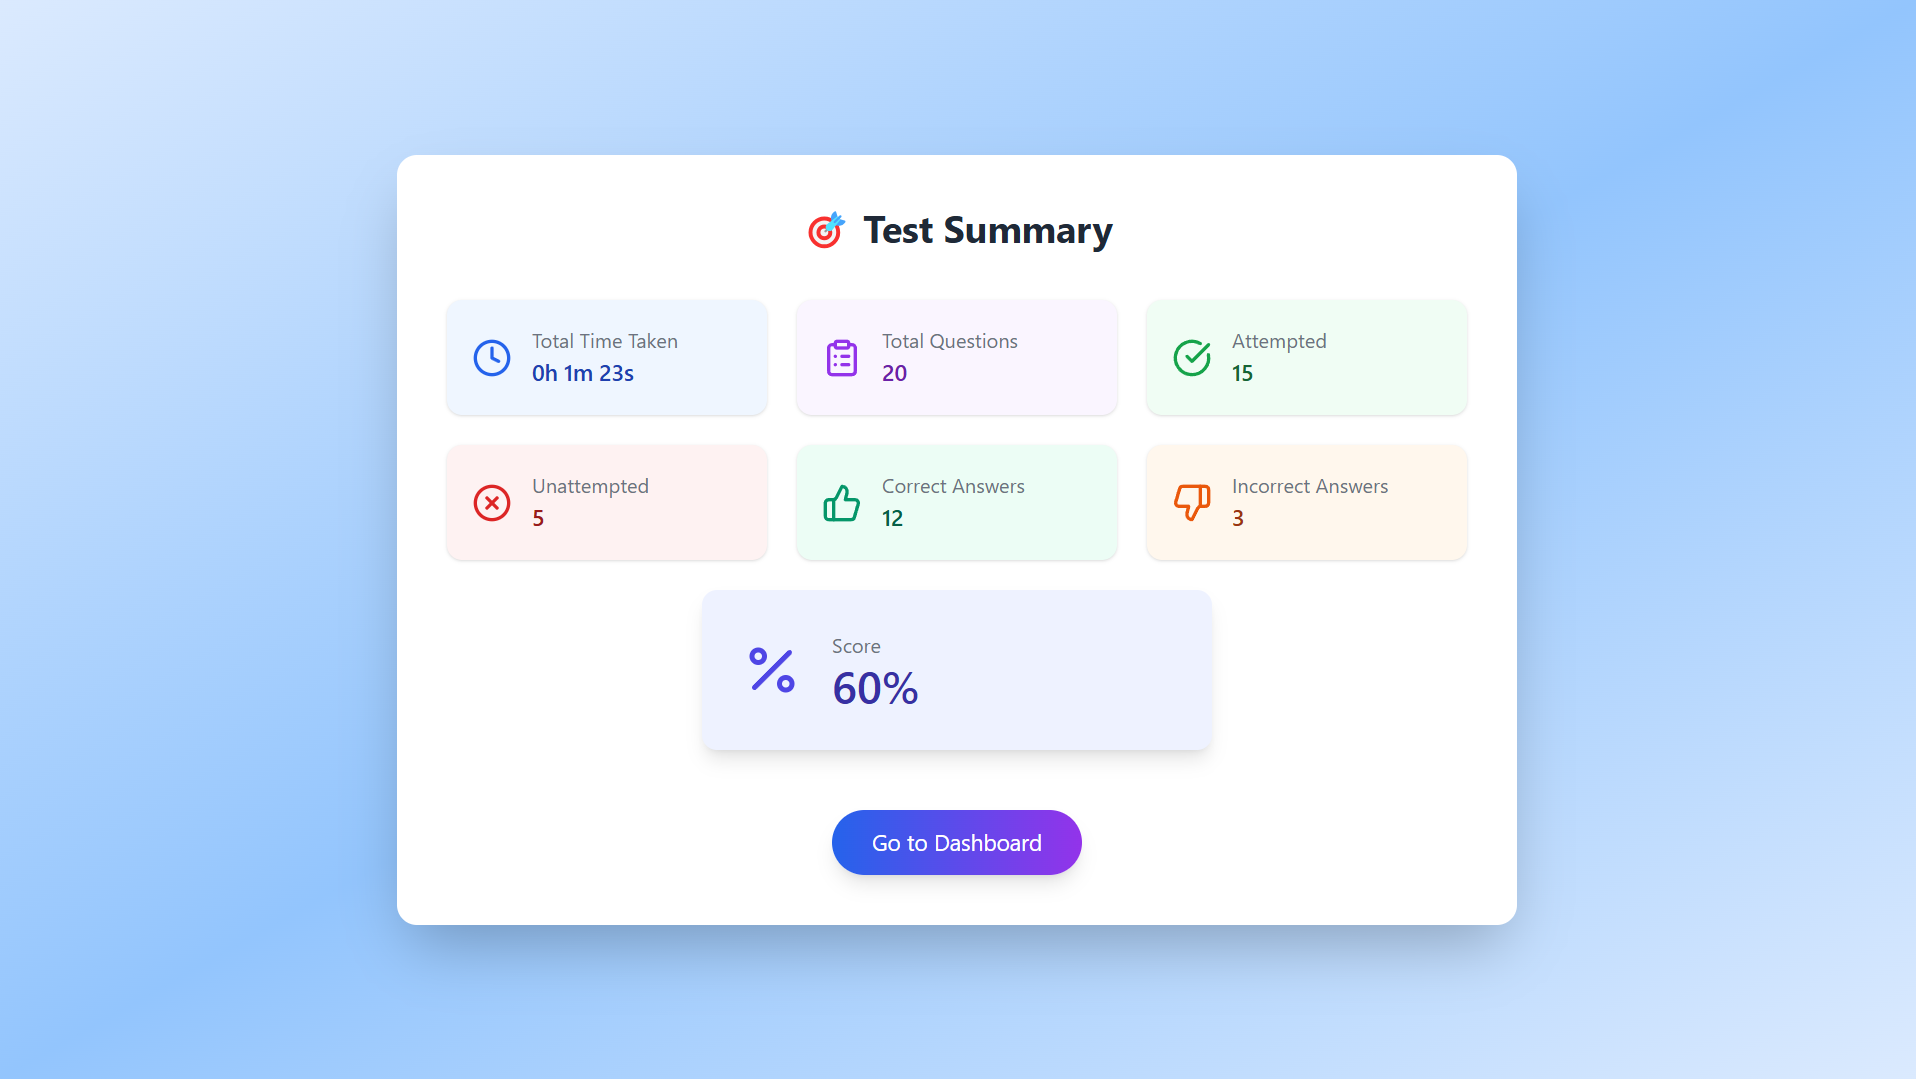 Test Summary
Total Time Taken
0h 1m 23s
Total Questions
20
Attempted
15
Unattempted
5
Correct Answers
12
Incorrect Answers
3
Score
60%
Go to Dashboard